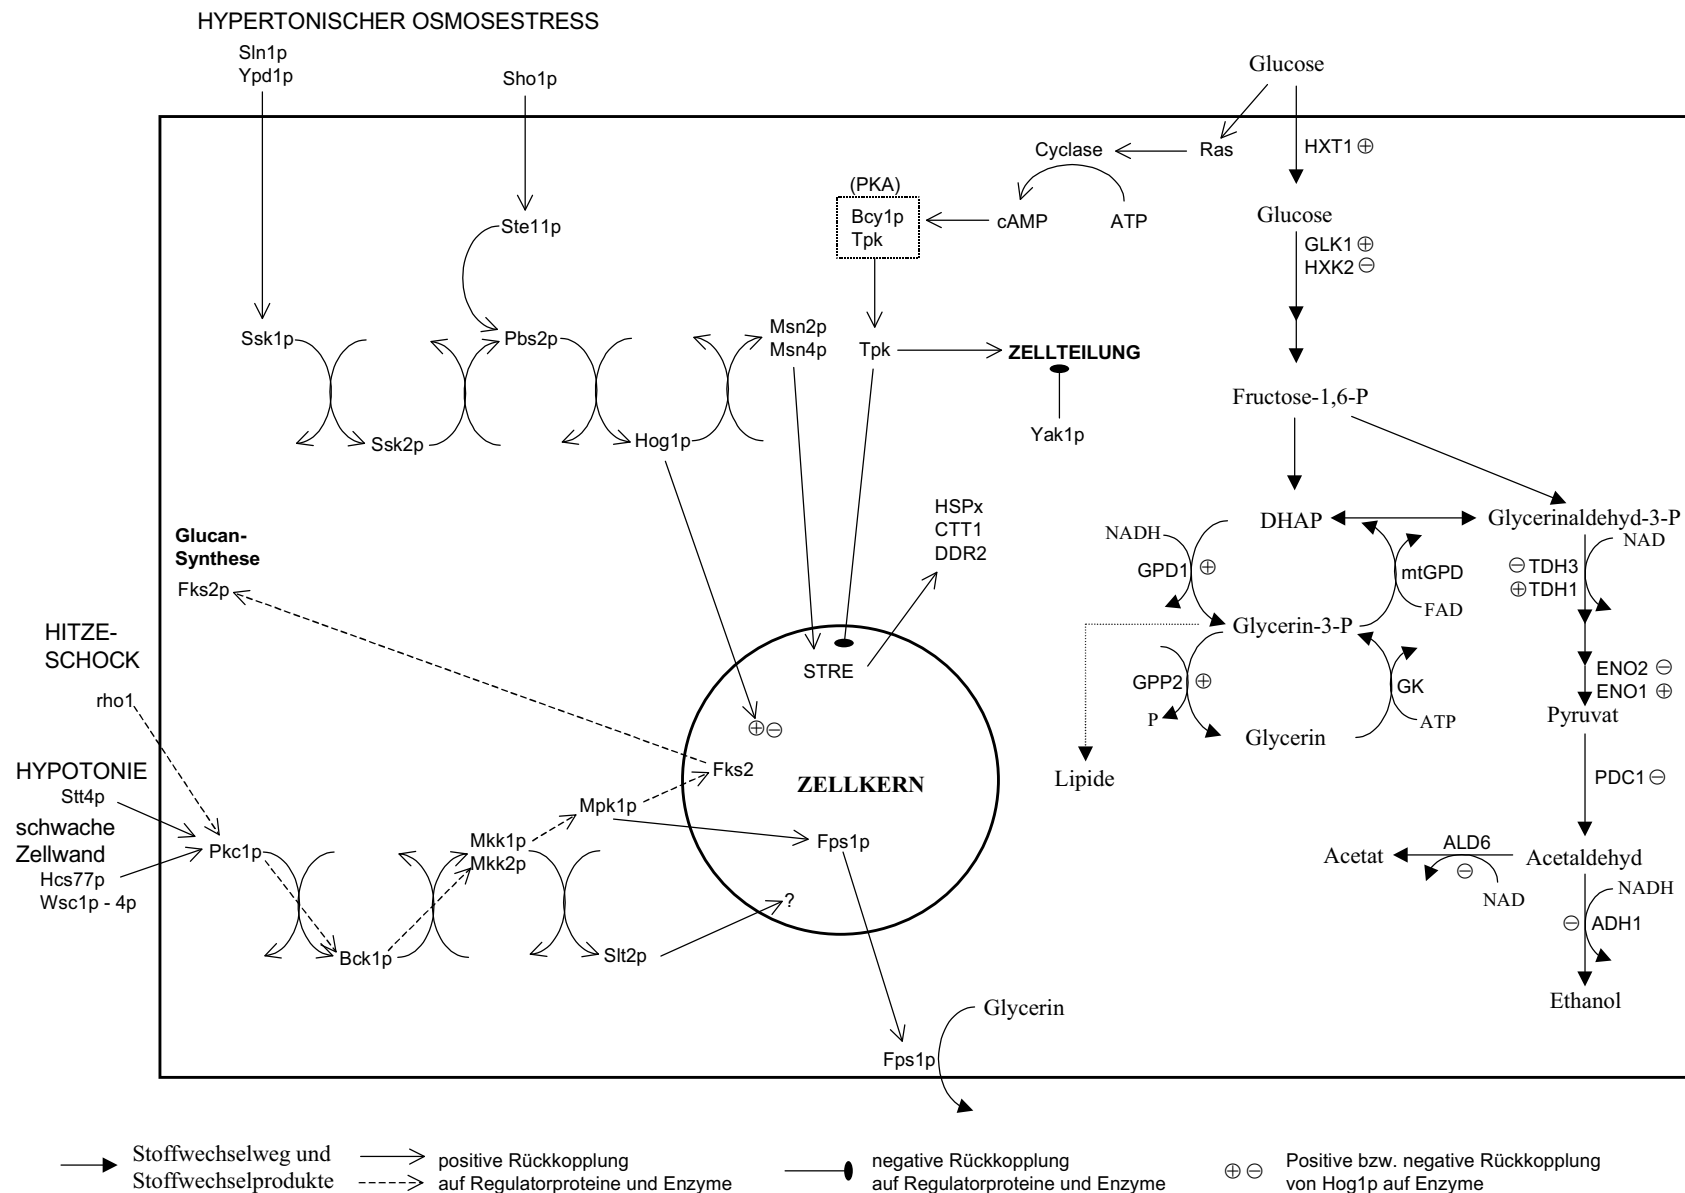 HYPERTONISCHER OSMOSESTRESS
Sln1p
Ypd1p
Sho1p
Glucose
HXT1 ⊕
Cyclase
Ras
(PKA)
Bcy1p
Tpk
cAMP
ATP
Glucose
GLK1 ⊕
HXK2 ⊖
Ste11p
Ssk1p
Pbs2p
Msn2p
Msn4p
Tpk
ZELLTEILUNG
Yak1p
Ssk2p
Hog1p
Fructose-1,6-P
HSPx
CTT1
DDR2
DHAP
Glycerinaldehyd-3-P
NADH
GPD1 ⊕
mtGPD
FAD
NAD
⊖ TDH3
⊕ TDH1
Glucan-
Synthese
Fks2p
HITZE-
SCHOCK
rho1
STRE
⊕⊖
Glycerin-3-P
GPP2 ⊕
P
GK
ATP
Glycerin
Lipide
ENO2 ⊖
ENO1 ⊕
Pyruvat
PDC1 ⊖
HYPOTONIE
Stt4p
schwache
Zellwand
Hcs77p
Wsc1p - 4p
Pkc1p
Bck1p
Mkk1p
Mkk2p
Mpk1p
Slt2p
Fks2
ZELLKERN
Fps1p
?
Acetat
ALD6
⊖
NAD
Acetaldehyd
NADH
⊖ ADH1
Ethanol
Glycerin
Fps1p
Stoffwechselweg und
Stoffwechselprodukte
positive Rückkopplung
auf Regulatorproteine und Enzyme
negative Rückkopplung
auf Regulatorproteine und Enzyme
⊕ ⊖
Positive bzw. negative Rückkopplung
von Hog1p auf Enzyme